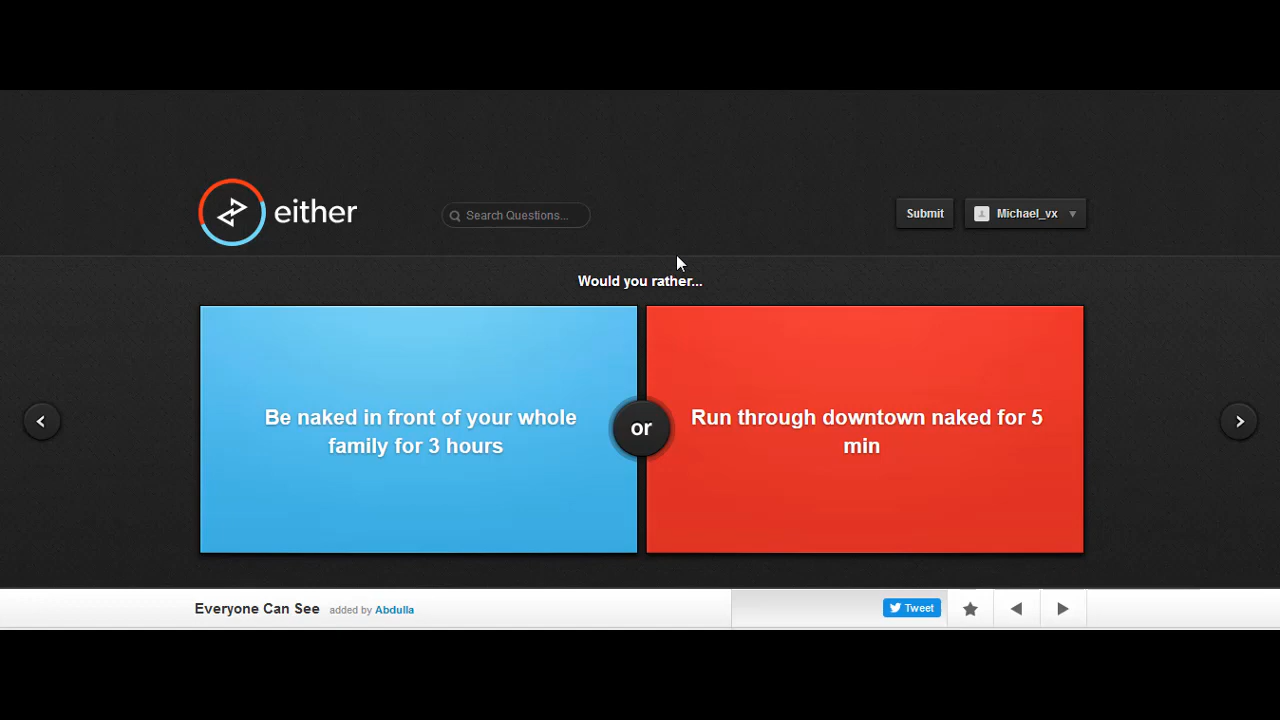 either
Search Questions...
Submit
Michael_vx
Would you rather...
Be naked in front of your whole
family for 3 hours
or
Run through downtown naked for 5
min
Everyone Can See added by Abdulla
Tweet